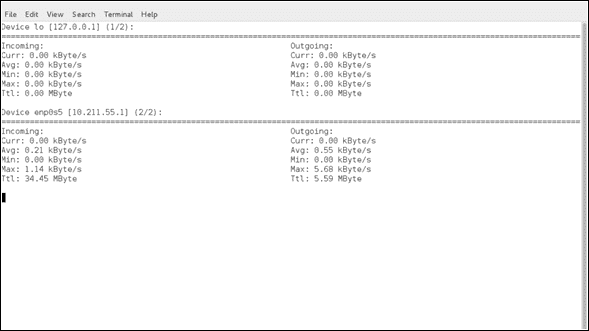 File Edit View Search Terminal Help
Device lo [127.0.0.1] (1/2):
================================================================================
Incoming: Outgoing:
Curr: 0.00 kByte/s Curr: 0.00 kByte/s
Avg: 0.00 kByte/s Avg: 0.00 kByte/s
Min: 0.00 kByte/s Min: 0.00 kByte/s
Max: 0.00 kByte/s Max: 0.00 kByte/s
Ttl: 0.00 MByte Ttl: 0.00 MByte
Device enp0s5 [10.211.55.1] (2/2):
================================================================================
Incoming: Outgoing:
Curr: 0.00 kByte/s Curr: 0.00 kByte/s
Avg: 0.21 kByte/s Avg: 0.55 kByte/s
Min: 0.00 kByte/s Min: 0.00 kByte/s
Max: 1.14 kByte/s Max: 5.68 kByte/s
Ttl: 34.45 MByte Ttl: 5.59 MByte